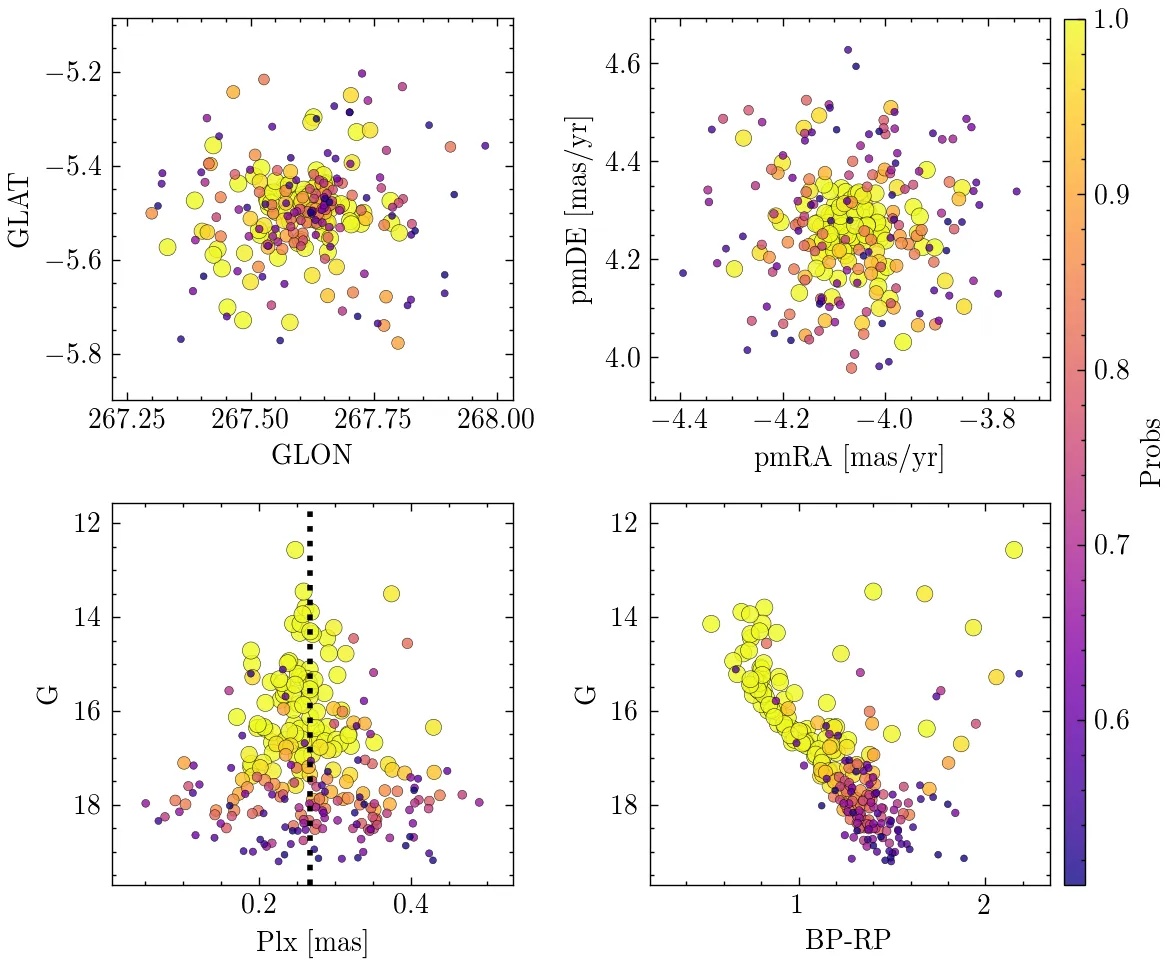 −5.2
−5.4
−5.6
−5.8
GLAT
267.25 267.50 267.75 268.00
GLON
4.6
4.4
4.2
4.0
pmDE [mas/yr]
−4.4 −4.2 −4.0 −3.8
pmRA [mas/yr]
12
14
16
18
G
0.2 0.4
Plx [mas]
12
14
16
18
G
1 2
BP-RP
1.0
0.9
0.8
0.7
0.6
Probs